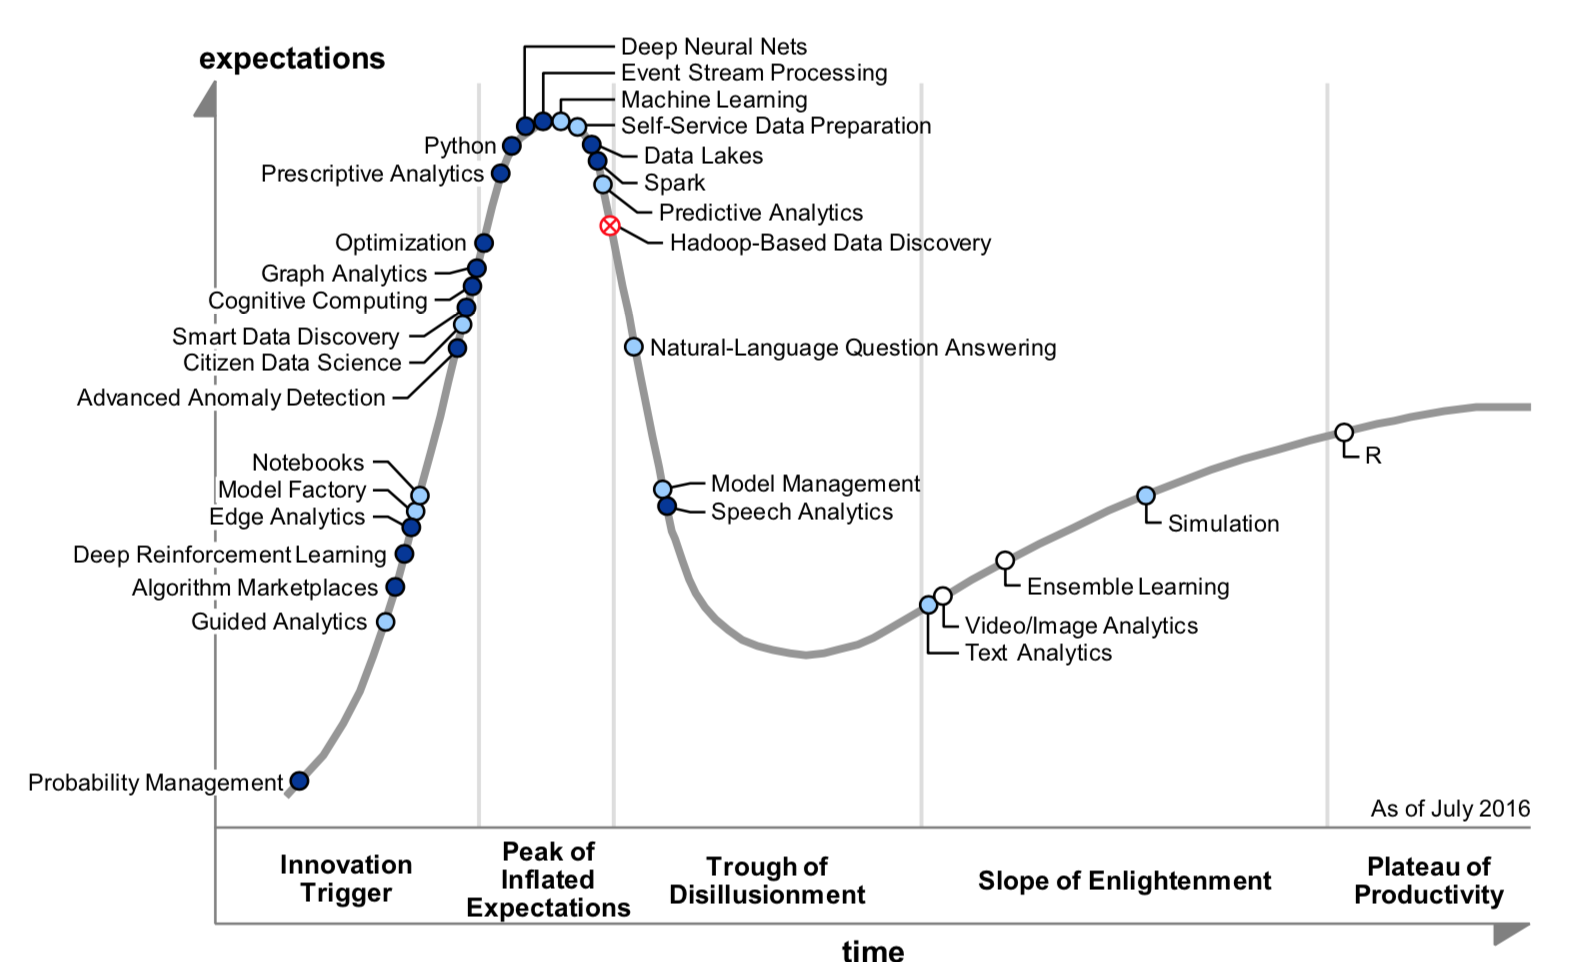 expectations
Deep Neural Nets
Event Stream Processing
Machine Learning
Self-Service Data Preparation
Python
Data Lakes
Prescriptive Analytics
Spark
Predictive Analytics
Optimization
Hadoop-Based Data Discovery
Graph Analytics
Cognitive Computing
Smart Data Discovery
Natural-Language Question Answering
Citizen Data Science
Advanced Anomaly Detection
R
Notebooks
Model Management
Model Factory
Speech Analytics
Edge Analytics
Simulation
Deep Reinforcement Learning
Algorithm Marketplaces
Ensemble Learning
Guided Analytics
Video/Image Analytics
Text Analytics
Probability Management
As of July 2016
Innovation
Trigger
Peak of
Inflated
Expectations
Trough of
Disillusionment
Slope of Enlightenment
Plateau of
Productivity
time